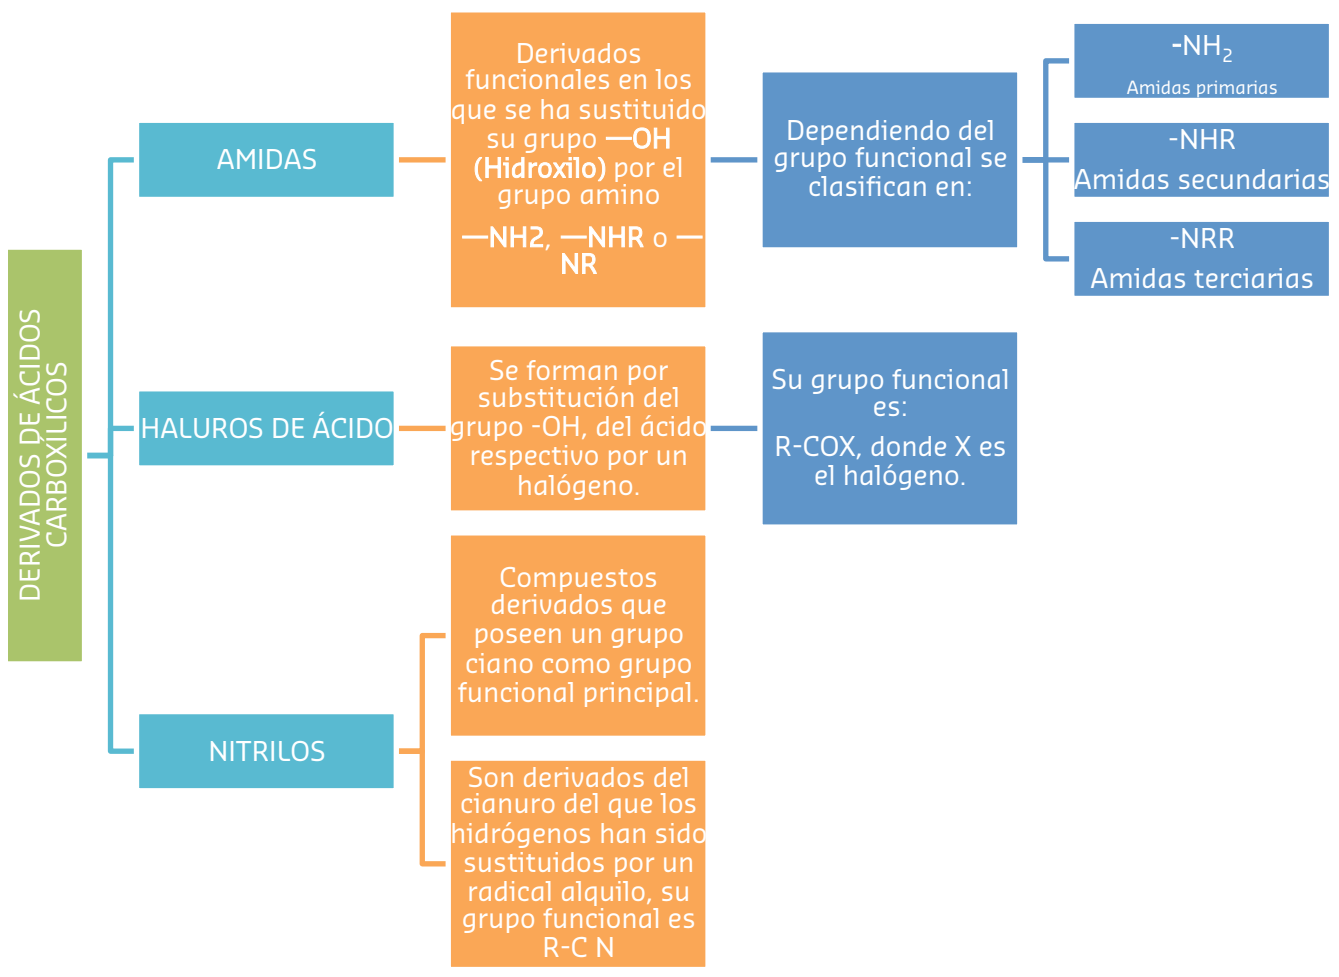 DERIVADOS DE ÁCIDOS
CARBOXÍLICOS
AMIDAS
Derivados
funcionales en los
que se ha sustituido
su grupo —OH
(Hidroxilo) por el
grupo amino
—NH2, —NHR o —
NR
Dependiendo del
grupo funcional se
clasifican en:
-NH₂
Amidas primarias
-NHR
Amidas secundarias
-NRR
Amidas terciarias
HALUROS DE ÁCIDO
Se forman por
substitución del
grupo -OH, del ácido
respectivo por un
halógeno.
Su grupo funcional
es:
R-COX, donde X es
el halógeno.
NITRILOS
Compuestos
derivados que
poseen un grupo
ciano como grupo
funcional principal.
Son derivados del
cianuro del que los
hidrógenos han sido
sustituidos por un
radical alquilo, su
grupo funcional es
R-C N